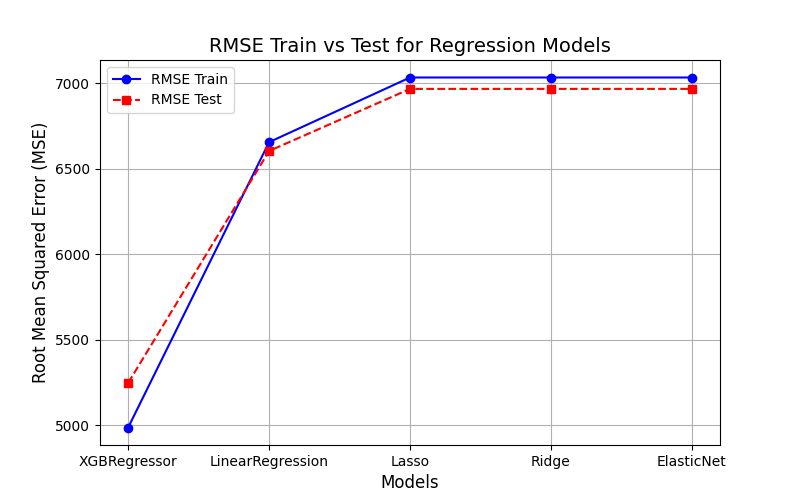 RMSE Train vs Test for Regression Models
RMSE Train
RMSE Test
Root Mean Squared Error (MSE)
7000
6500
6000
5500
5000
XGBRegressor
LinearRegression
Lasso
Ridge
ElasticNet
Models